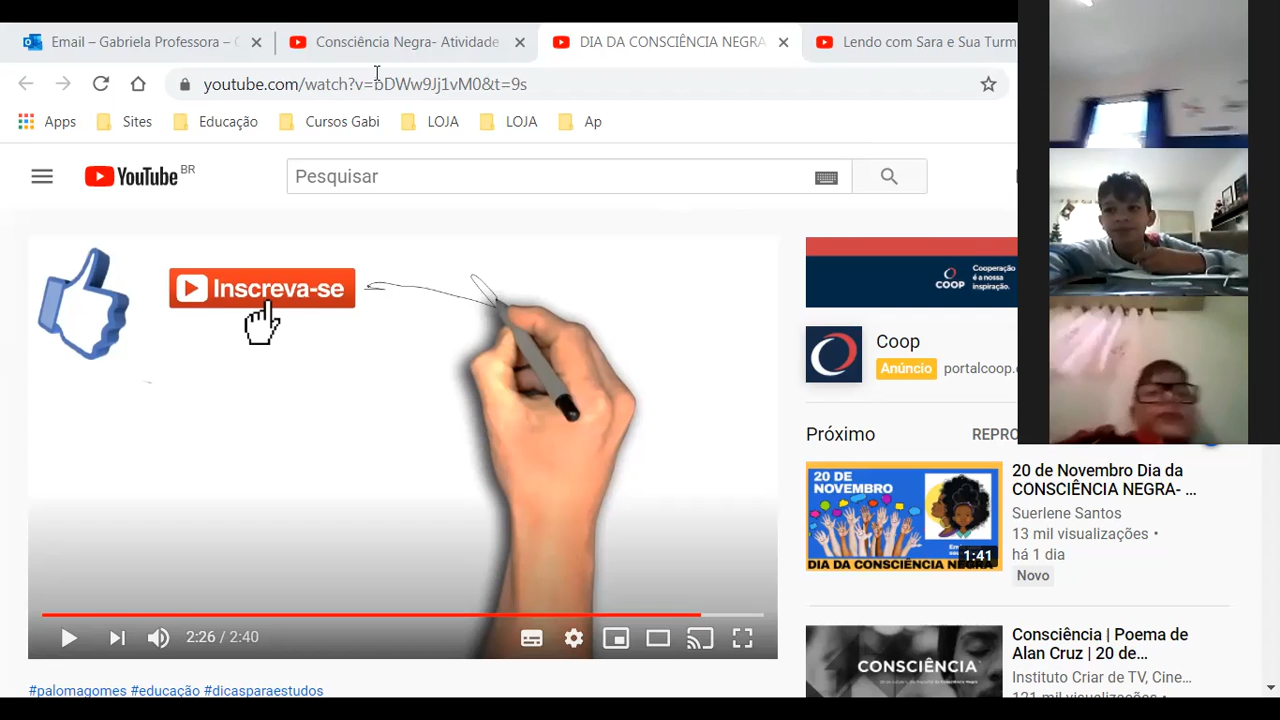 Email – Gabriela Professora –
Consciência Negra- Atividade
DIA DA CONSCIÊNCIA NEGRA
Lendo com Sara e Sua Turm
youtube.com/watch?v=bDWw9Jj1vM0&t=9s
Apps
Sites
Educação
Cursos Gabi
LOJA
LOJA
Ap
YouTube BR
Pesquisar
Inscreva-se
Cooperação
é a nossa
inspiração.
COOP
Coop
Anúncio portalcoop.c
Próximo
REPRO
20 DE
NOVEMBRO
1:41
DIA DA CONSCIÊNCIA NEGRA
20 de Novembro Dia da
CONSCIÊNCIA NEGRA- ...
Suerlene Santos
13 mil visualizações •
há 1 dia
Novo
CONSCIÊNCIA
Consciência | Poema de
Alan Cruz | 20 de...
Instituto Criar de TV, Cine...
121 mil visualizações
2:26 / 2:40
#palomagomes #educação #dicasparaestudos